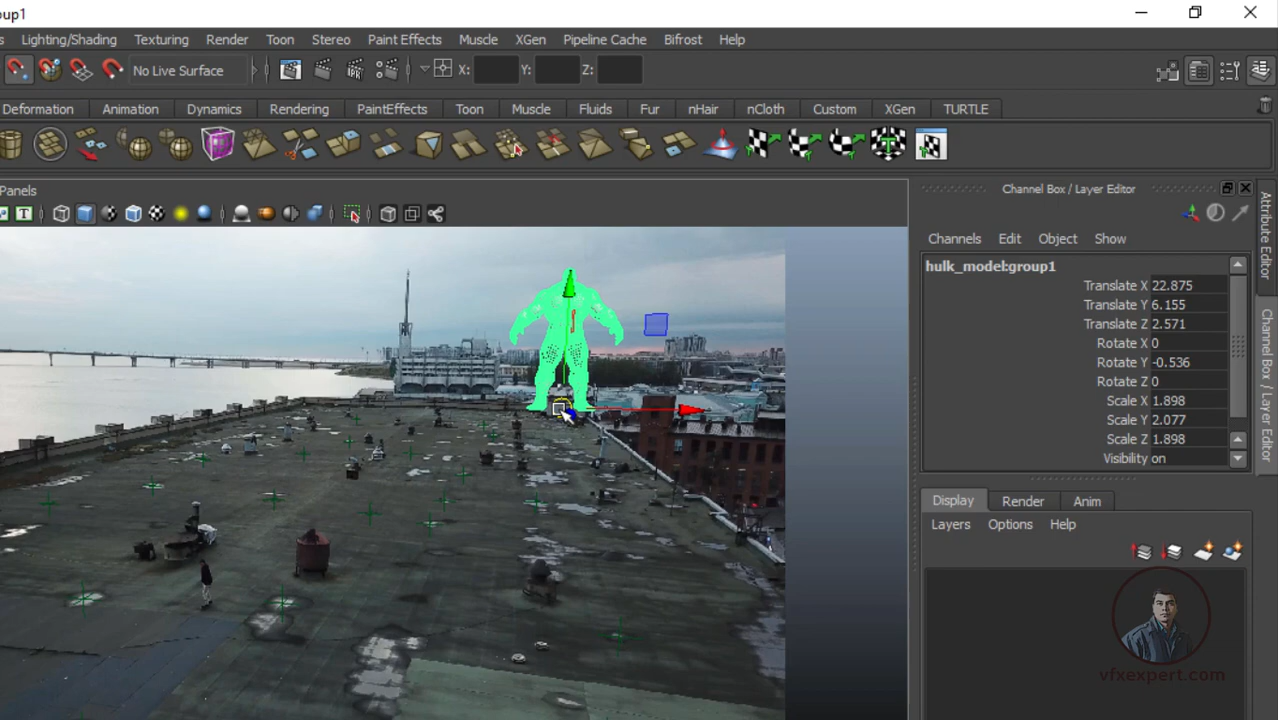 oup1
s Lighting/Shading Texturing Render Toon Stereo Paint Effects Muscle XGen Pipeline Cache Bifrost Help
No Live Surface X: Y: Z:
Deformation Animation Dynamics Rendering PaintEffects Toon Muscle Fluids Fur nHair nCloth Custom XGen TURTLE
IPR
T
Panels
T
Channel Box / Layer Editor
Channels Edit Object Show
hulk_model:group1
Translate X 22.875
Translate Y 6.155
Translate Z 2.571
Rotate X 0
Rotate Y -0.536
Rotate Z 0
Scale X 1.898
Scale Y 2.077
Scale Z 1.898
Visibility on
Display Render Anim
Layers Options Help
Attribute Editor
Channel Box / Layer Editor
vfxexpert.com